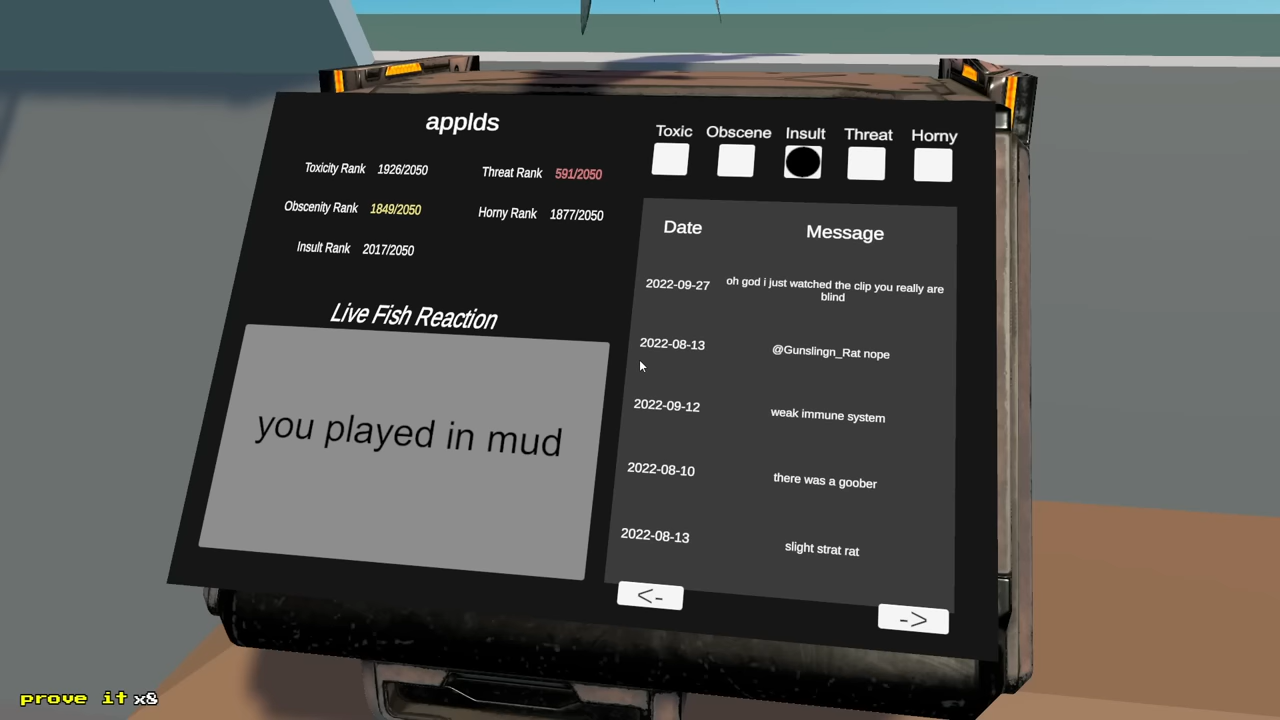 applds
Toxicity Rank 1926/2050
Threat Rank 591/2050
Obscenity Rank 1849/2050
Horny Rank 1877/2050
Insult Rank 2017/2050
Live Fish Reaction
you played in mud
Toxic Obscene Insult Threat Horny
Date Message
2022-09-27 oh god i just watched the clip you really are
blind
2022-08-13 @Gunslingn_Rat nope
2022-09-12 weak immune system
2022-08-10 there was a goober
2022-08-13 slight strat rat
<- ->
prove it x&